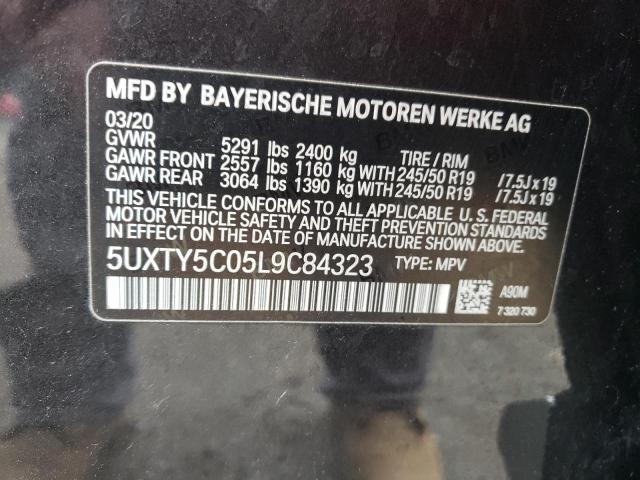 MFD BY BAYERISCHE MOTOREN WERKE AG
03/20
GVWR 5291 lbs 2400 kg TIRE / RIM
GAWR FRONT 2557 lbs 1160 kg WITH 245/50 R19 /7.5J x 19
GAWR REAR 3064 lbs 1390 kg WITH 245/50 R19 /7.5J x 19
THIS VEHICLE CONFORMS TO ALL APPLICABLE U. S. FEDERAL
MOTOR VEHICLE SAFETY AND THEFT PREVENTION STANDARDS
IN EFFECT ON THE DATE OF MANUFACTURE SHOWN ABOVE.
5UXTY5C05L9C84323 TYPE: MPV
A90M
7 320 730